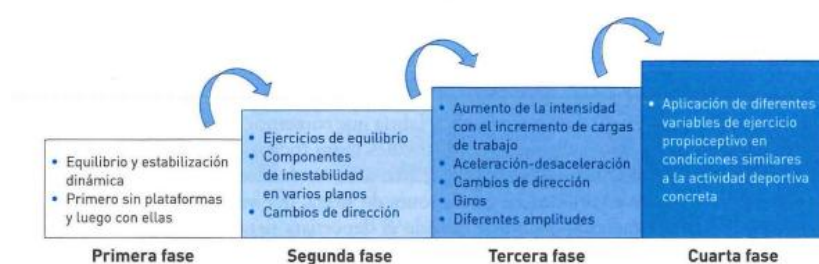 • Equilibrio y estabilización
dinámica
• Primero sin plataformas
y luego con ellas
Primera fase
• Ejercicios de equilibrio
• Componentes
de inestabilidad
en varios planos
• Cambios de dirección
Segunda fase
• Aumento de la intensidad
con el incremento de cargas
de trabajo
• Aceleración-desaceleración
• Cambios de dirección
• Giros
• Diferentes amplitudes
Tercera fase
• Aplicación de diferentes
variables de ejercicio
propioceptivo en
condiciones similares
a la actividad deportiva
concreta
Cuarta fase